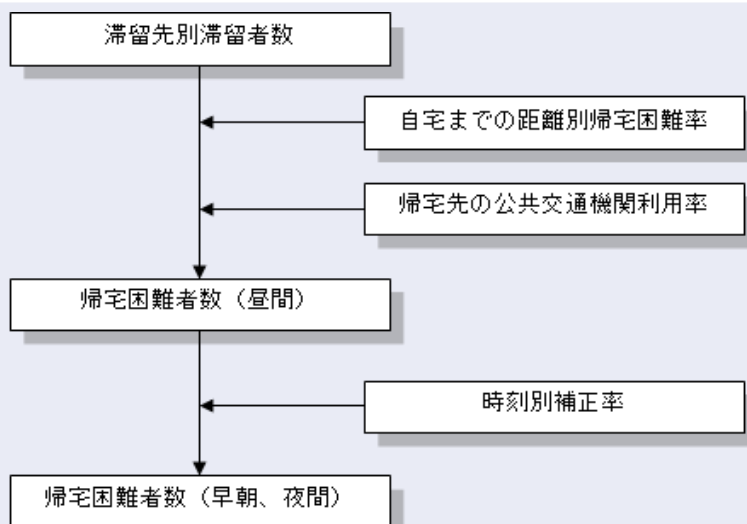 滞留先別滞留者数
自宅までの距離別帰宅困難率
帰宅先の公共交通機関利用率
帰宅困難者数（昼間）
時刻別補正率
帰宅困難者数（早朝、夜間）